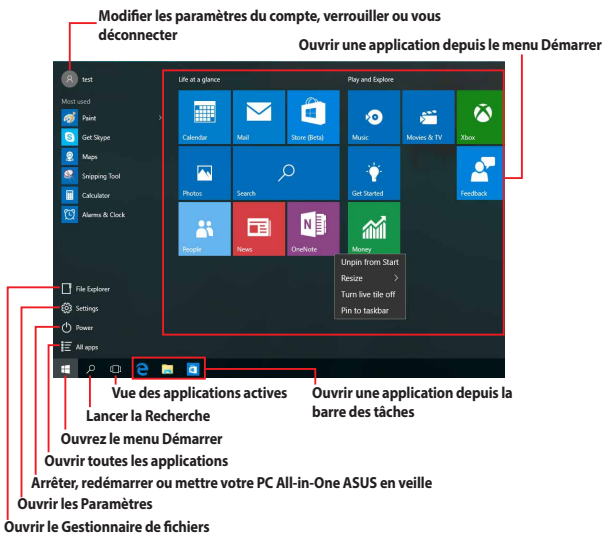 Modifier les paramètres du compte, verrouiller ou vous
déconnecter
Ouvrir une application depuis le menu Démarrer
test
Life at a glance
Play and Explore
Most used
Paint
Get Skype
Maps
Snipping Tool
Calculator
Alarms & Clock
Calendar
Mail
Store (Beta)
Music
Movies & TV
Xbox
Photos
Search
Get Started
Feedback
People
News
OneNote
Money
Unpin from Start
Resize
Turn live tile off
Pin to taskbar
File Explorer
Settings
Power
All apps
Vue des applications actives
Ouvrir une application depuis la
barre des tâches
Lancer la Recherche
Ouvrez le menu Démarrer
Ouvrir toutes les applications
Arrêter, redémarrer ou mettre votre PC All-in-One ASUS en veille
Ouvrir les Paramètres
Ouvrir le Gestionnaire de fichiers